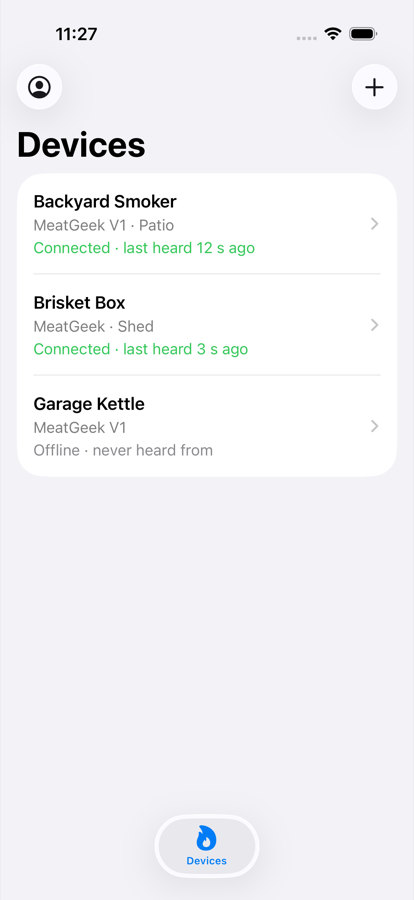 11:27
Devices
Backyard Smoker
MeatGeek V1 · Patio
Connected · last heard 12 s ago
Brisket Box
MeatGeek · Shed
Connected · last heard 3 s ago
Garage Kettle
MeatGeek V1
Offline · never heard from
Devices